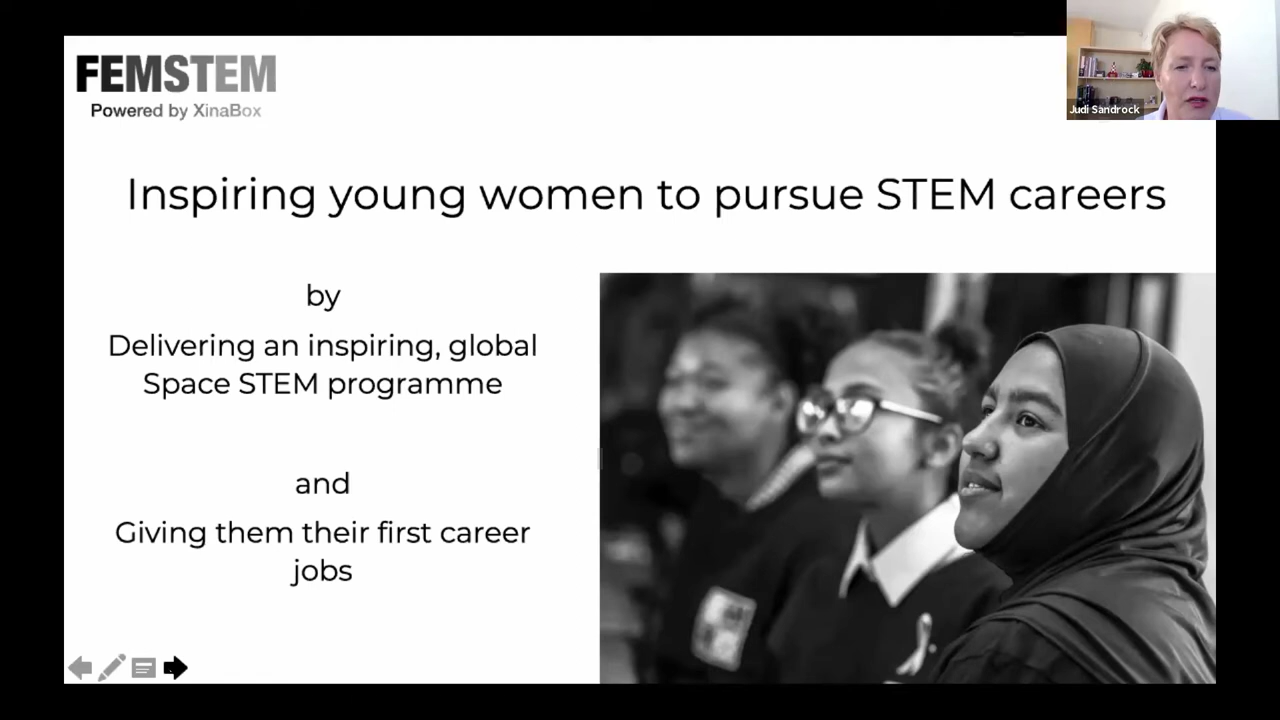 FEMSTEM
Powered by XinaBox
Judi Sandrock
Inspiring young women to pursue STEM careers
by
Delivering an inspiring, global
Space STEM programme
and
Giving them their first career
jobs